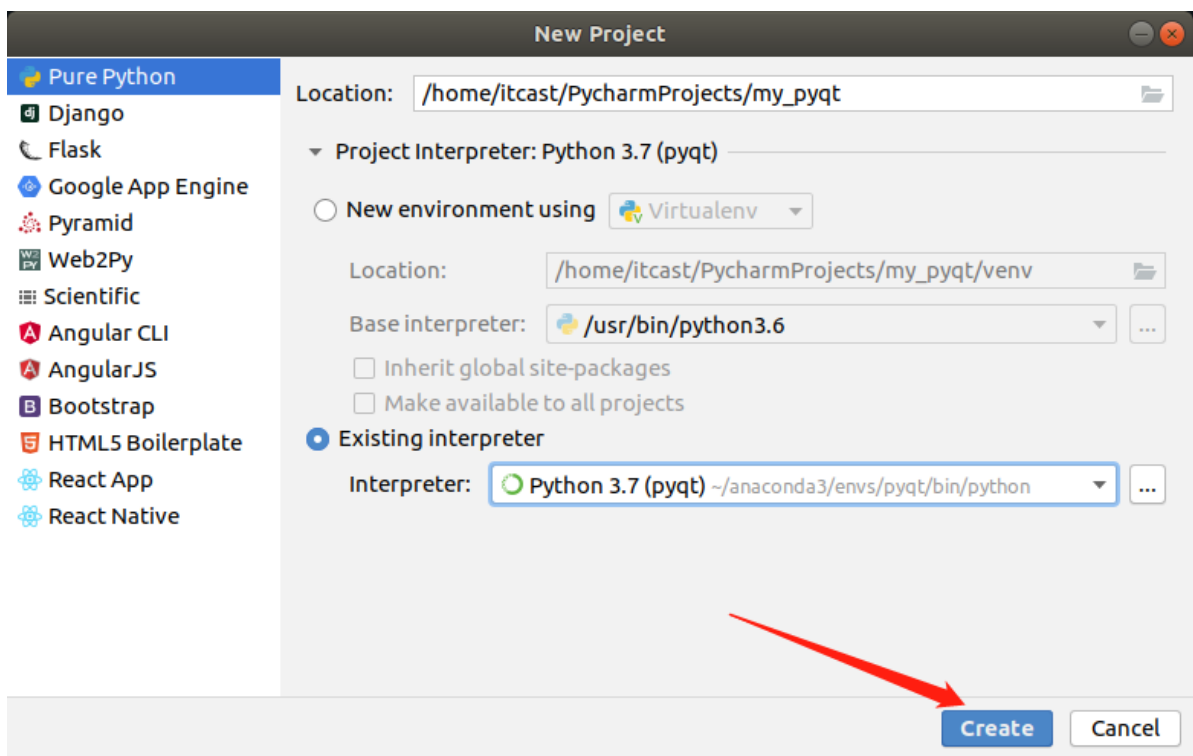 New Project
Pure Python
Django
Flask
Google App Engine
Pyramid
Web2Py
Scientific
Angular CLI
AngularJS
Bootstrap
HTML5 Boilerplate
React App
React Native
Location: /home/itcast/PycharmProjects/my_pyqt
Project Interpreter: Python 3.7 (pyqt)
New environment using Virtualenv
Location: /home/itcast/PycharmProjects/my_pyqt/venv
Base interpreter: /usr/bin/python3.6 ...
Inherit global site-packages
Make available to all projects
Existing interpreter
Interpreter: Python 3.7 (pyqt) ~/anaconda3/envs/pyqt/bin/python ...
Create Cancel